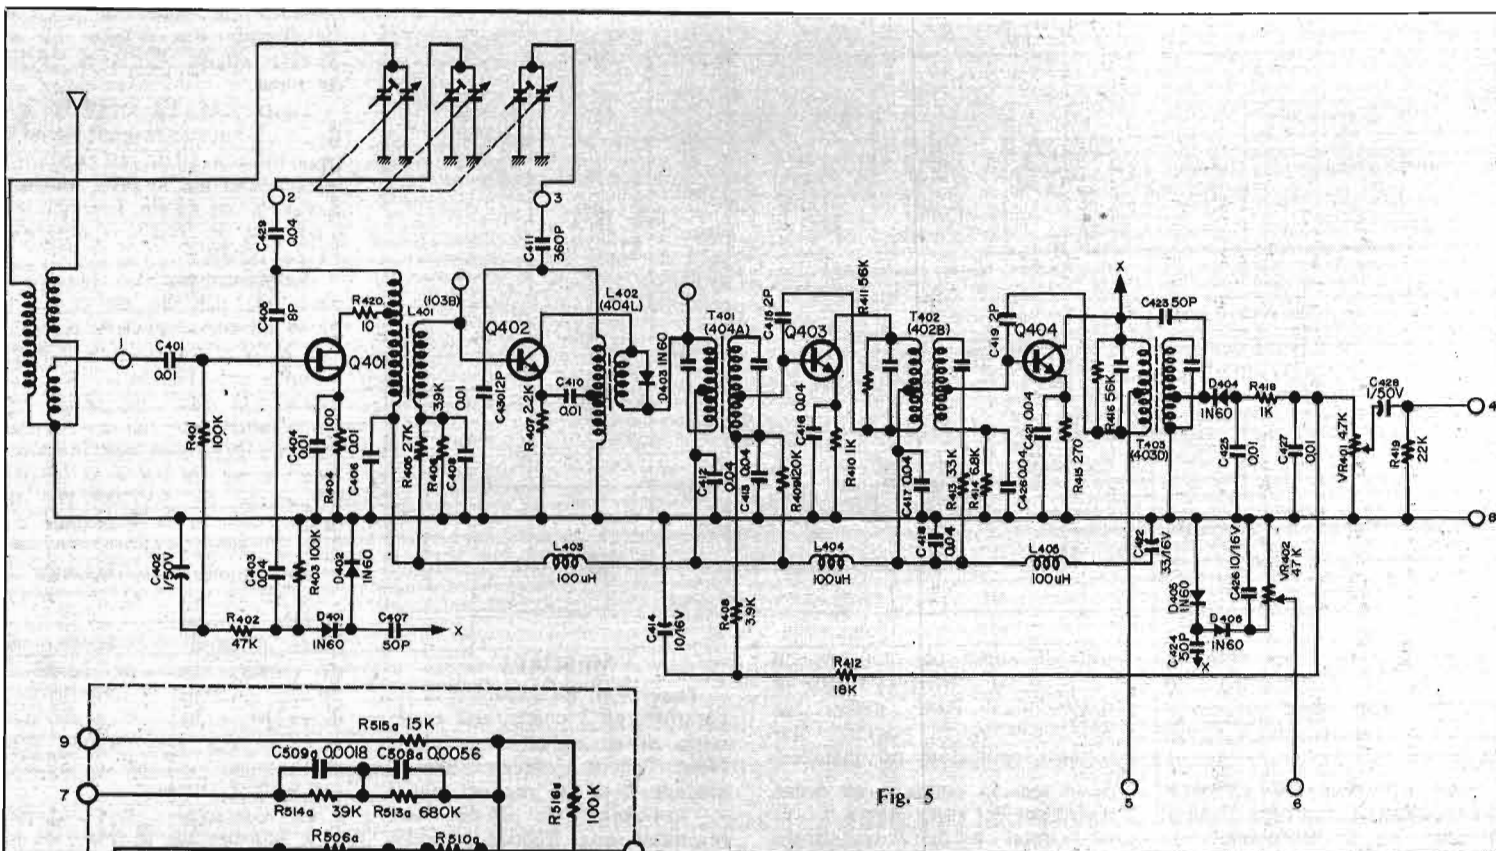 2
3
C429
0.04
C411
360P
C405
8P
R420
10
L401
(103B)
L402
(404L)
Q402
D403 1N60
T401
(404A)
C415 12P
Q403
R411 56K
T402
(402B)
C419 2P
Q404
X
C423 50P
1
C401
0.01
Q401
R401
100K
C404
0.01
R404
100
C406 0.01
R405 27K
R406
3.9K
C408
0.01
C430 12P
R407 2.2K
C410
0.01
C412
0.04
C413 0.04
R409 120K
C416 0.04
R410 1K
C417 0.04
C418
0.04
R413 33K
R414 6.8K
C426 0.04
C421 0.04
R415 270
R416 56K
T403
(403D)
D404
1N60
R418
1K
C425
0.01
C427
0.01
VR401 4.7K
C428
1/50V
R419
22K
4
8
C402
1/50V
C403
0.04
R403 100K
D402
1N60
R402
47K
D401
1N60
C407
50P
X
L403
100uH
L404
100uH
L405
100uH
C414
10/16V
R408
3.9K
R412
18K
C422
33/16V
D405
1N60
C424
50P
X
D406
1N60
C426 10/16V
VR402
47K
5
6
Fig. 5
9
7
R515a 15K
C509a 0.0018
C508a 0.0056
R514a
39K
R513a
680K
R516a
100K
R506a
R510a